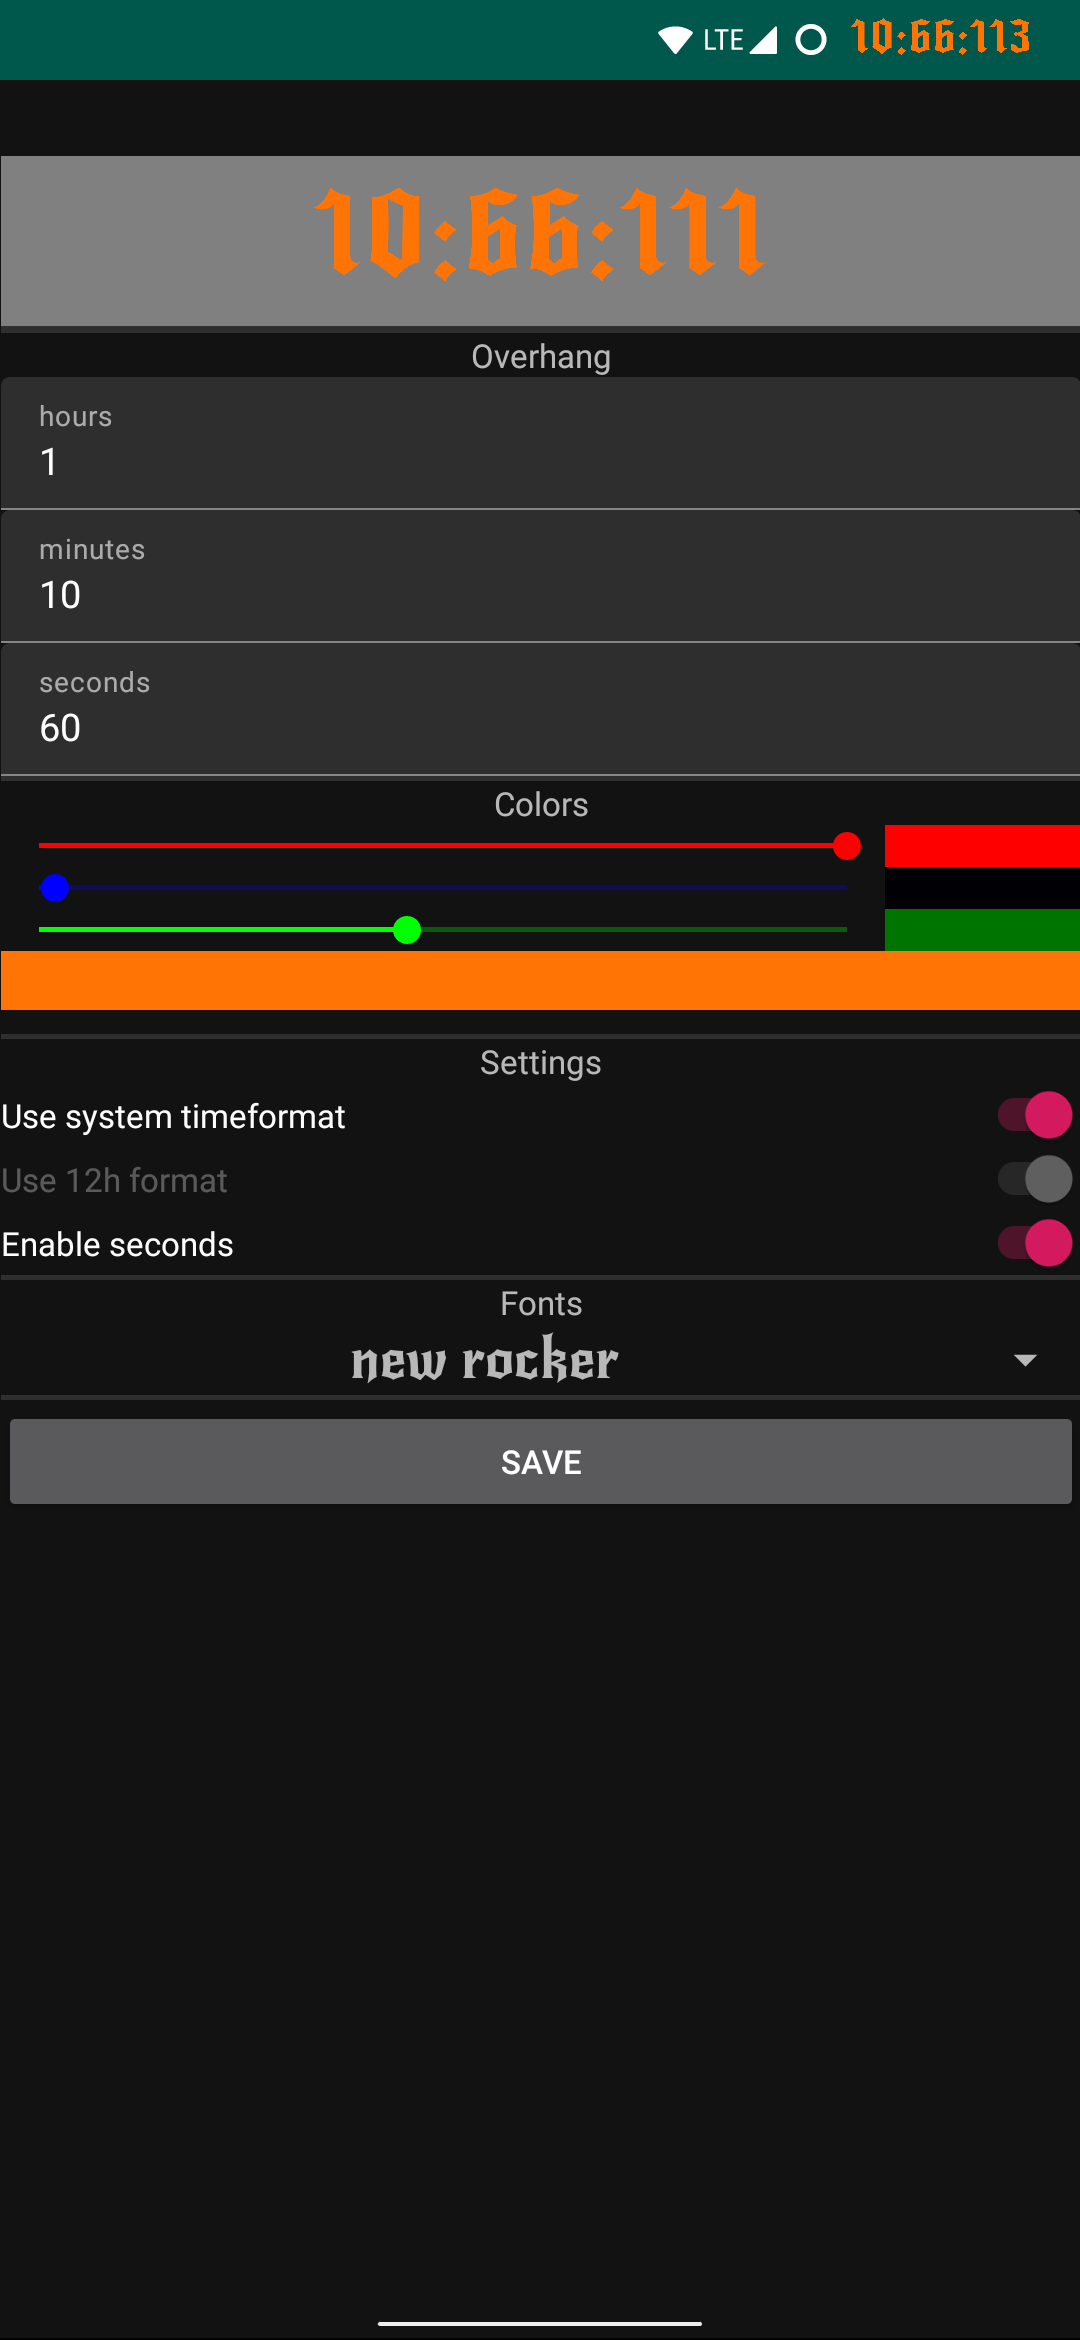 LTE 10:66:113
10:66:111
Overhang
hours
1
minutes
10
seconds
60
Colors
Settings
Use system timeformat
Use 12h format
Enable seconds
Fonts
new rocker
SAVE